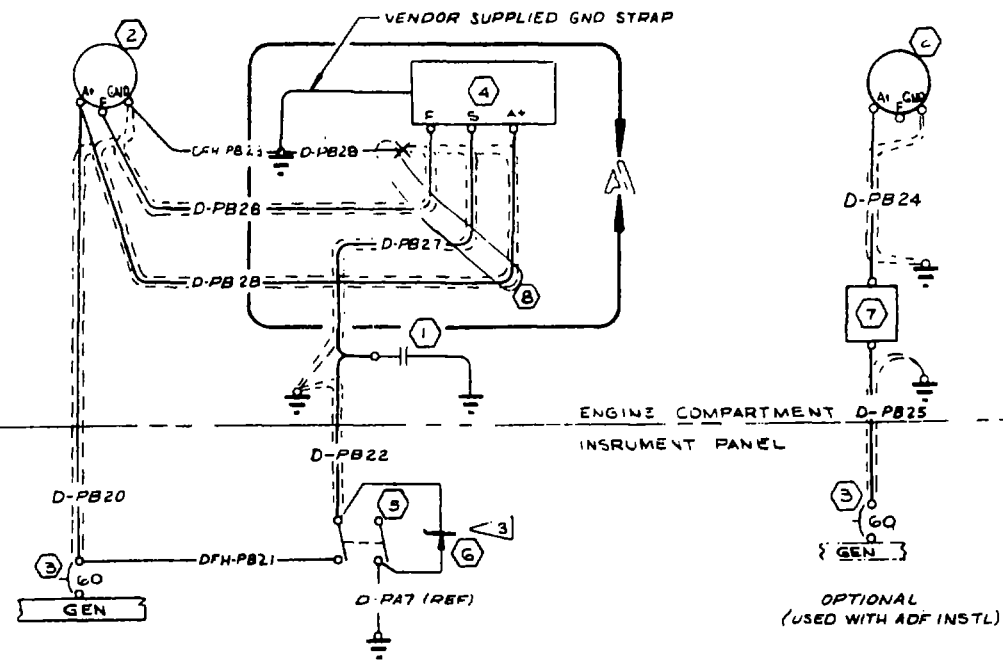 VENDOR SUPPLIED GND STRAP
2
A+ F GND
4
F S A+
D-PB28
D-PB26
D-PB27
D-PB28
8
1
ENGINE COMPARTMENT
INSRUMENT PANEL
D-PB22
D-PB20
5
3
6
DFH-PB21
3
60
GEN
D-PA7 (REF)
A+ F GND
D-PB24
7
D-PB25
3
60
GEN
OPTIONAL
(USED WITH ADF INSTL)